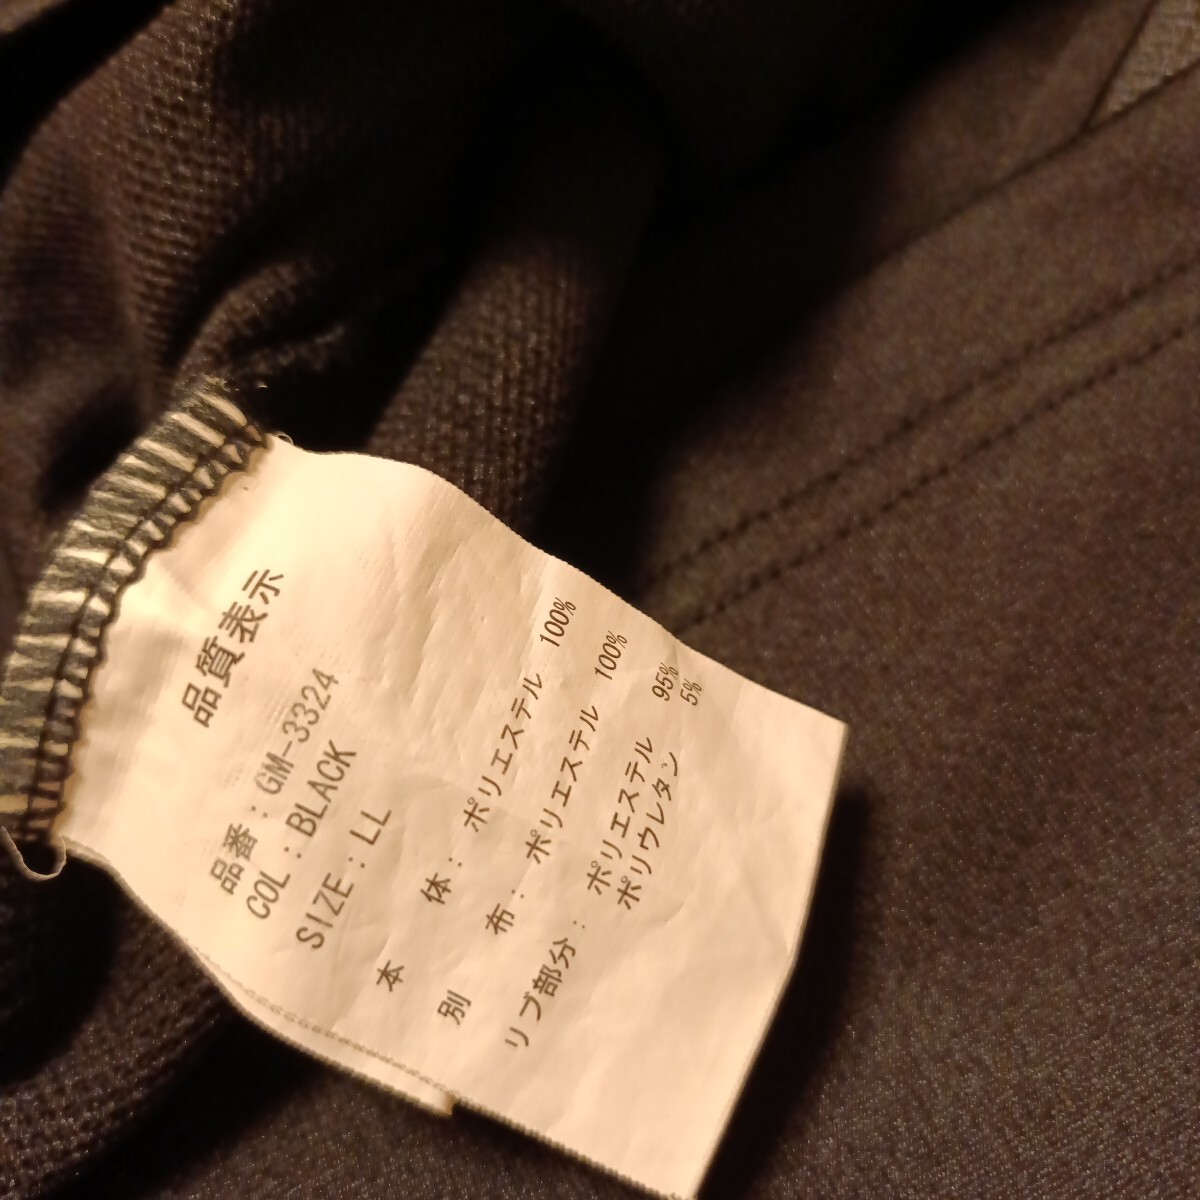 品質表示
品番:GM-3324
COL:BLACK
SIZE:LL
本　体: ポリエステル 100%
別　布: ポリエステル 100%
リブ部分: ポリエステル 95%
ポリウレタン 5%